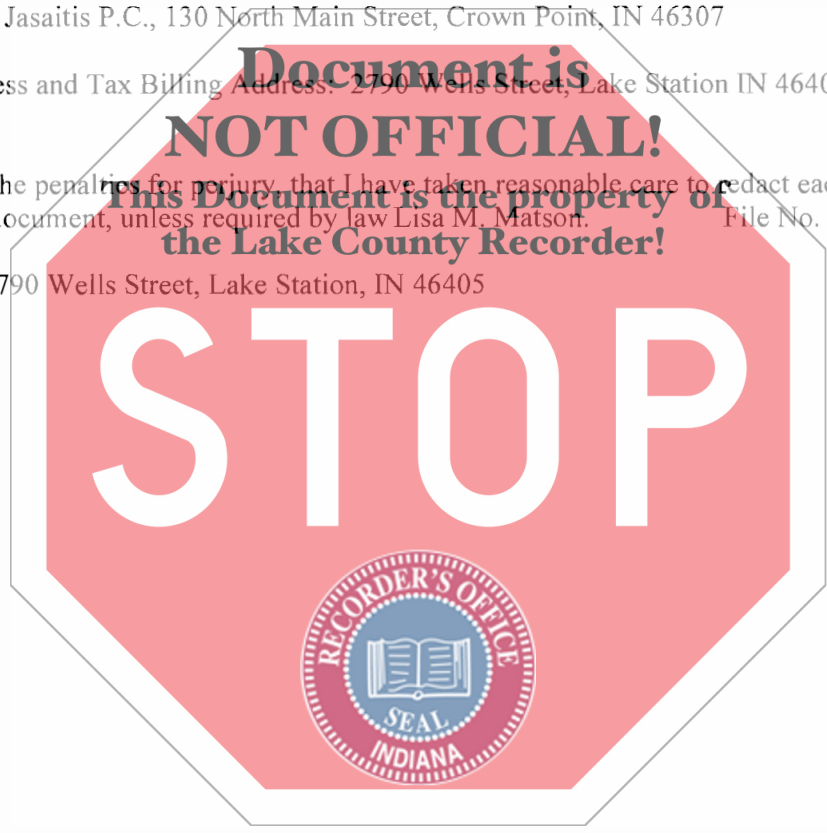 Jasaitis P.C., 130 North Main Street, Crown Point, IN 46307
Document is
ess and Tax Billing Address: 2790 Wells Street, Lake Station IN 4640
NOT OFFICIAL!
he penalties for perjury, that I have taken reasonable care to redact eac
This Document is the property of
ocument, unless required by law Lisa M. Matson. File No.
the Lake County Recorder!
790 Wells Street, Lake Station, IN 46405
STOP
RECORDER'S OFFICE
SEAL
INDIANA